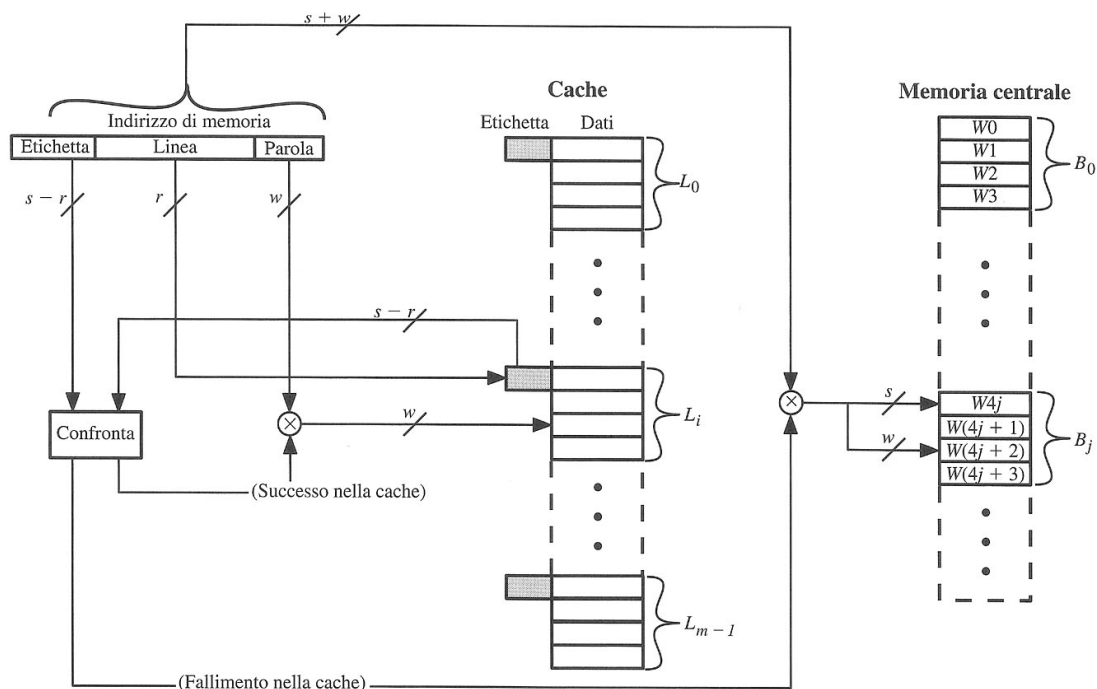 s + w
Cache
Memoria centrale
Indirizzo di memoria
Etichetta Dati
Etichetta Linea Parola
W0
W1
W2
W3
B0
L0
s – r
r
w
s – r
Confronta
w
Li
s
w
W4j
W(4j + 1)
W(4j + 2)
W(4j + 3)
Bj
(Successo nella cache)
Lm – 1
(Fallimento nella cache)